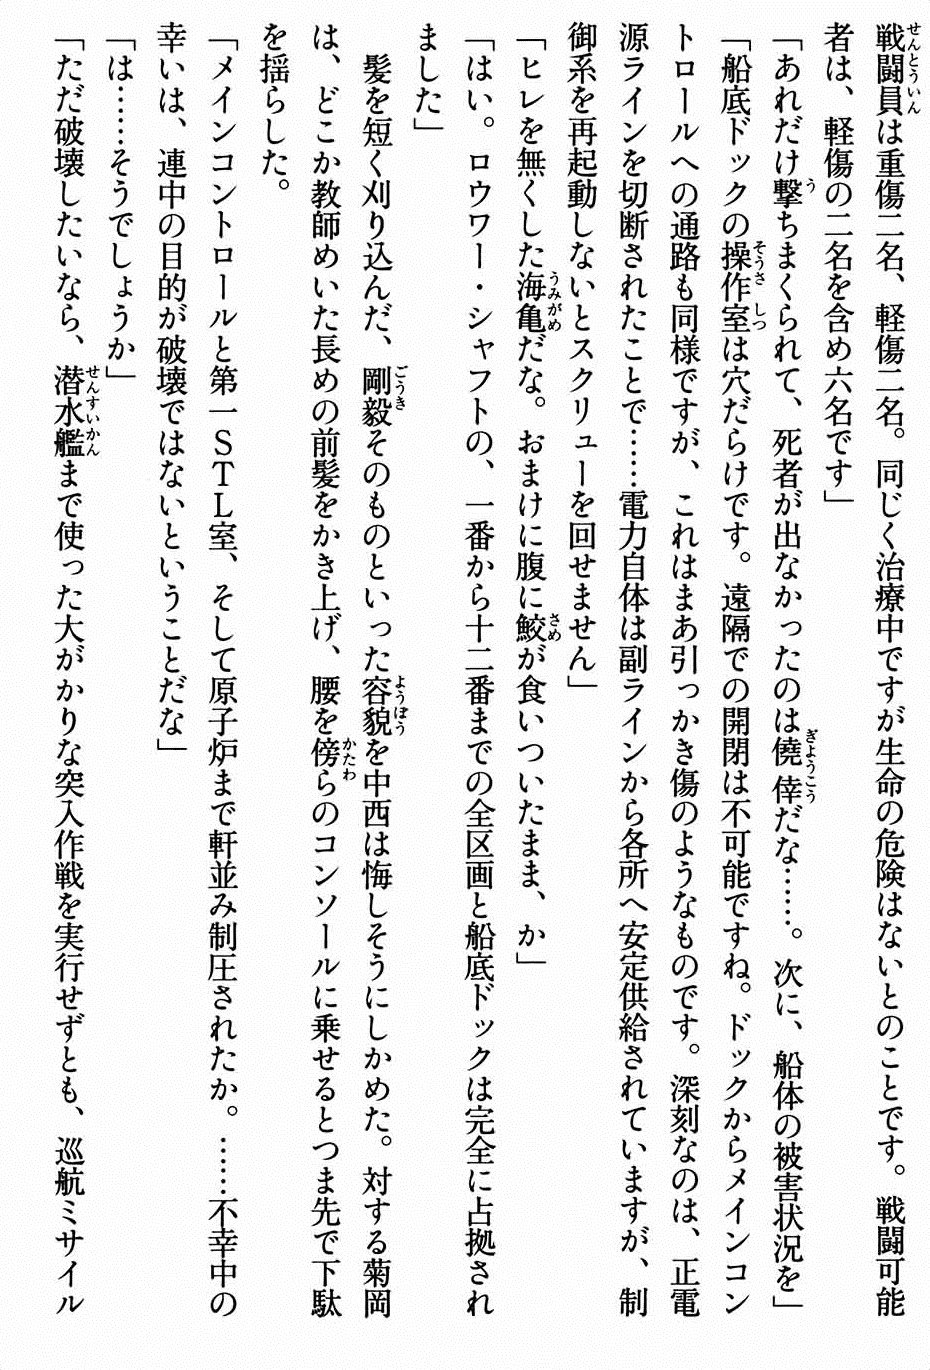 戦闘員は重傷二名、軽傷二名。同じく治療中ですが生命の危険はないとのことです。戦闘可能
者は、軽傷の二名を含め六名です」
「あれだけ撃ちまくられて、死者が出なかったのは僥倖だな……。次に、船体の被害状況を」
「船底ドックの操作室は穴だらけです。遠隔での開閉は不可能ですね。ドックからメインコン
トロールへの通路も同様ですが、これはまあ引っかき傷のようなものです。深刻なのは、正電
源ラインを切断されたことで……電力自体は副ラインから各所へ安定供給されていますが、制
御系を再起動しないとスクリューを回せません」
「ヒレを無くした海亀だな。おまけに腹に鮫が食いついたまま、か」
「はい。ロウワー・シャフトの、一番から十二番までの全区画と船底ドックは完全に占拠され
ました」
　髪を短く刈り込んだ、剛毅そのものといった容貌を中西は悔しそうにしかめた。対する菊岡
は、どこか教師めいた長めの前髪をかき上げ、腰を傍らのコンソールに乗せるとつま先で下駄
を揺らした。
「メインコントロールと第一ＳＴＬ室、そして原子炉まで軒並み制圧されたか。……不幸中の
幸いは、連中の目的が破壊ではないということだな」
「は……そうでしょうか」
「ただ破壊したいなら、潜水艦まで使った大がかりな突入作戦を実行せずとも、巡航ミサイル